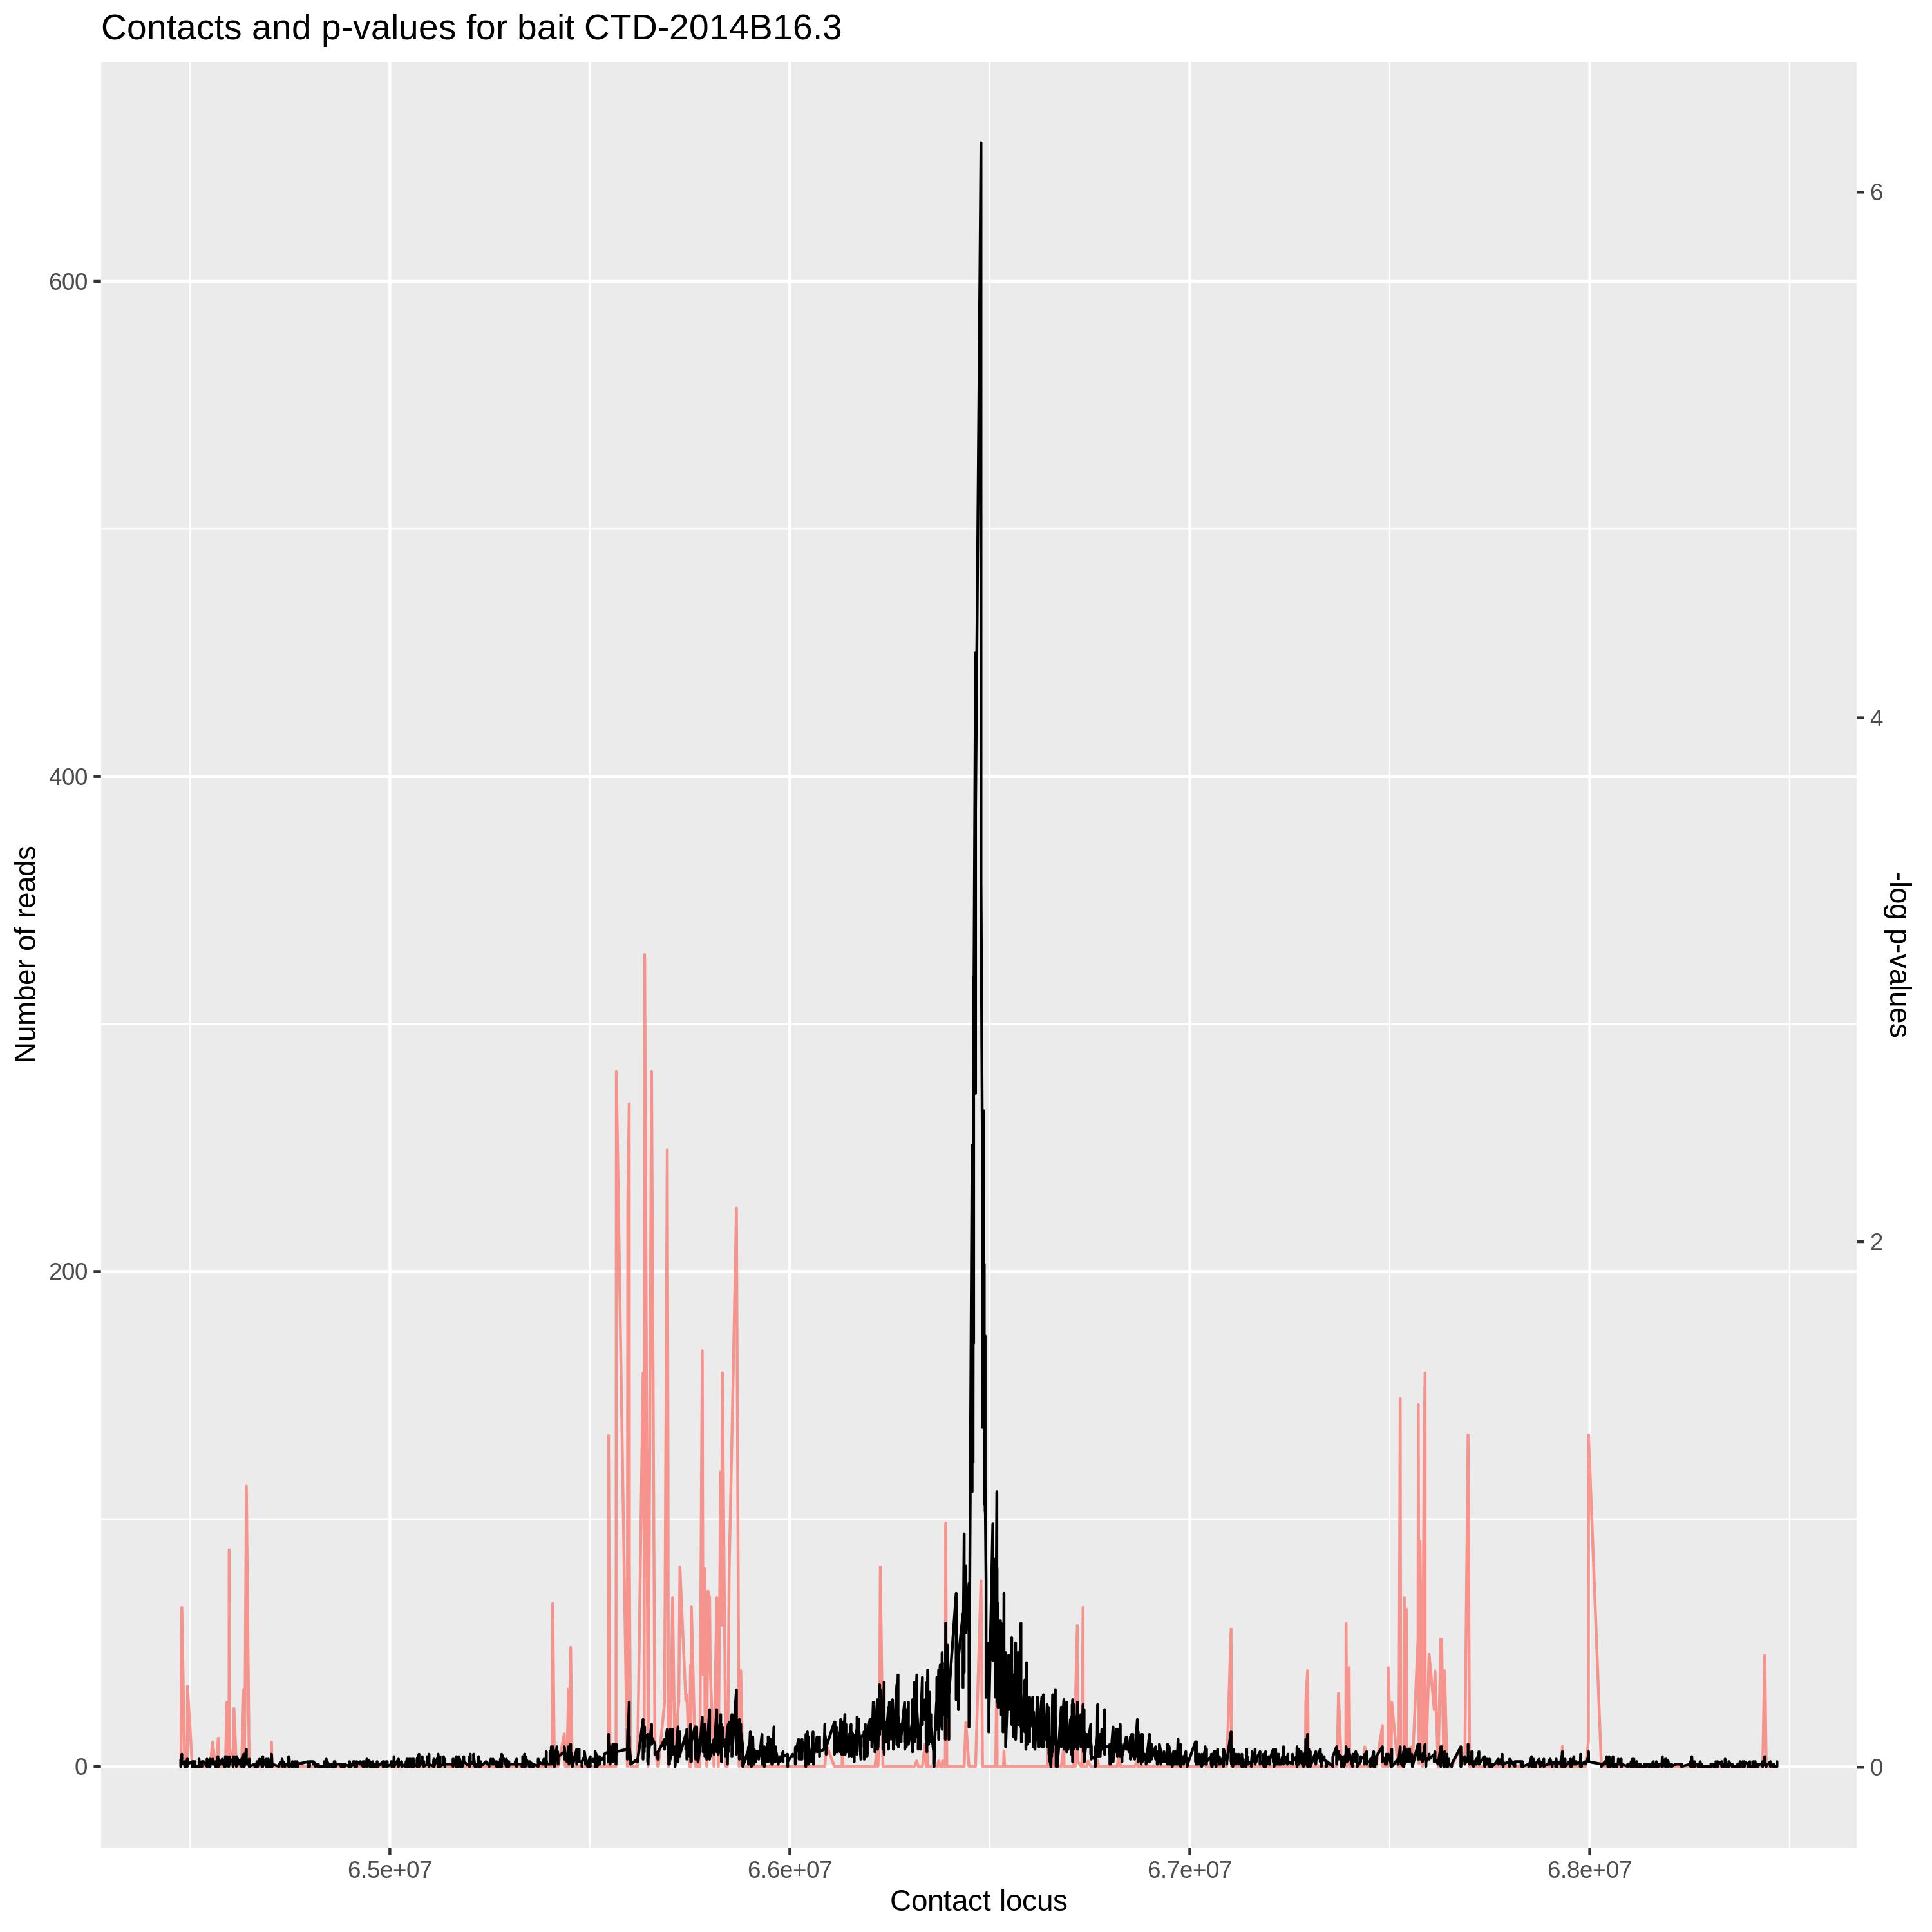 Contacts and p-values for bait CTD-2014B16.3
600
400
200
0
Number of reads
6
4
2
0
-log p-values
6.5e+07
6.6e+07
6.7e+07
6.8e+07
Contact locus